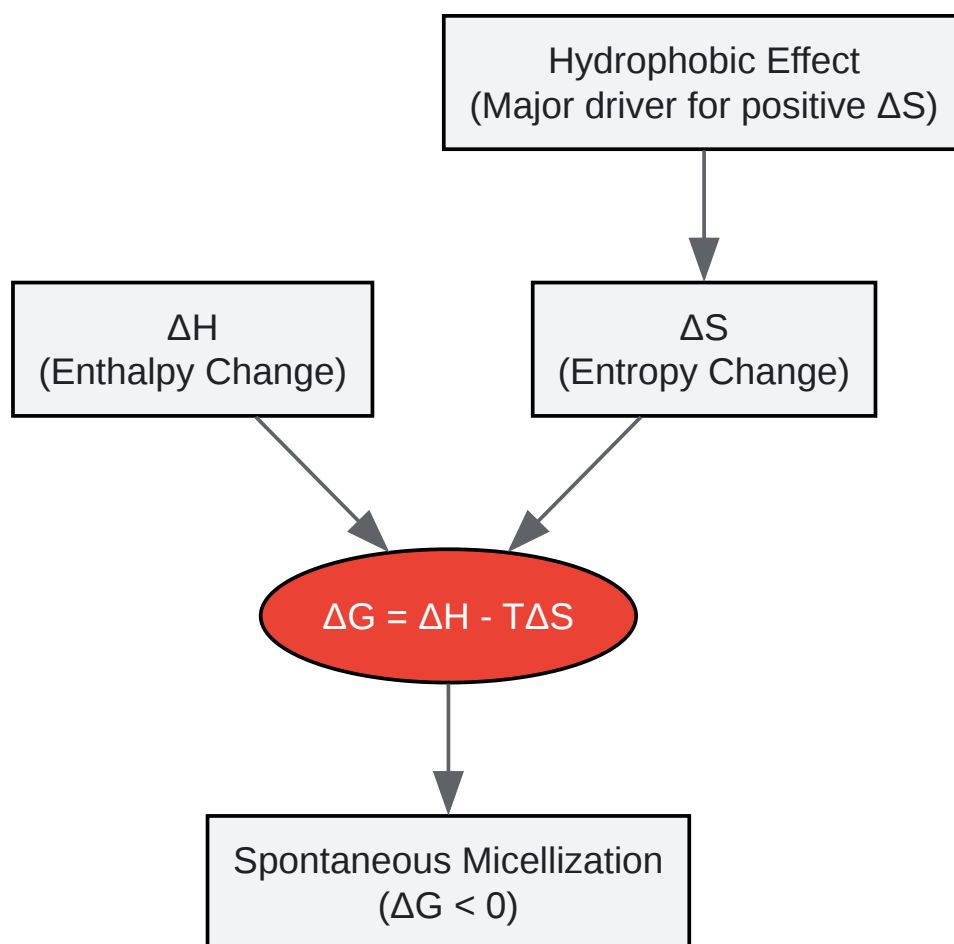 Hydrophobic Effect
(Major driver for positive ΔS)
ΔH
(Enthalpy Change)
ΔS
(Entropy Change)
ΔG = ΔH - TΔS
Spontaneous Micellization
(ΔG < 0)